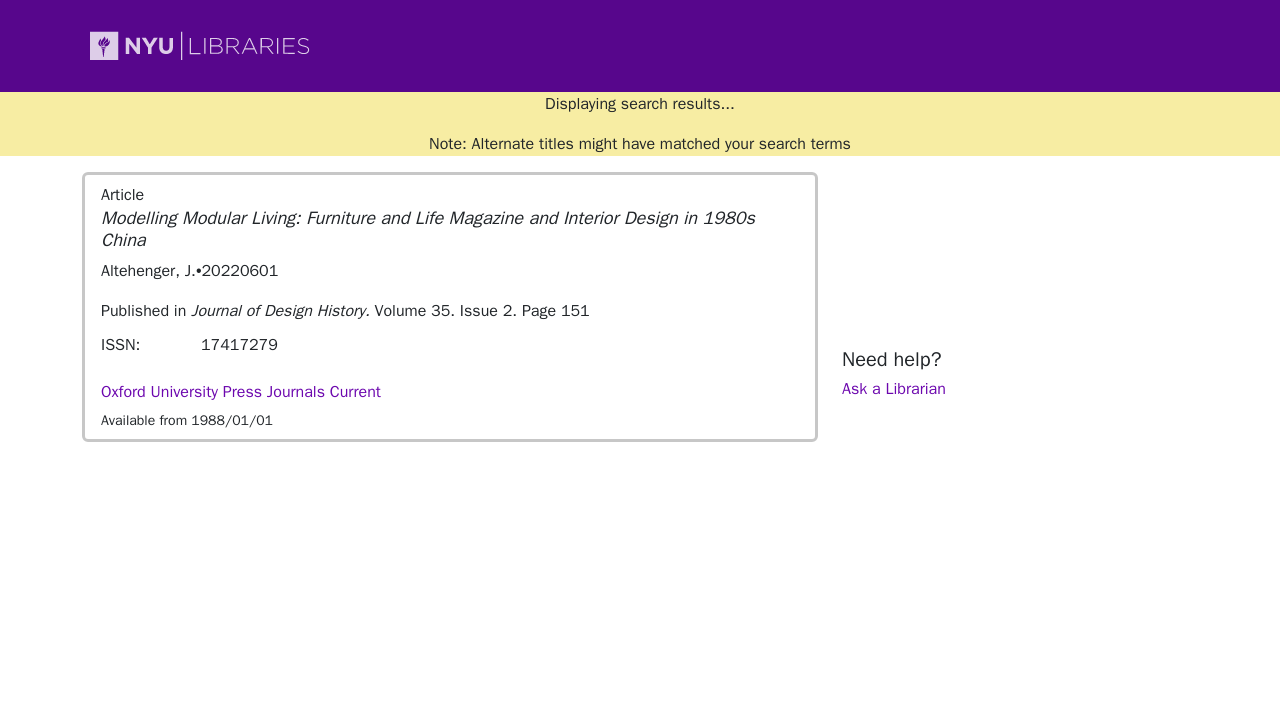 NYU LIBRARIES
Displaying search results...
Note: Alternate titles might have matched your search terms
Article
Modelling Modular Living: Furniture and Life Magazine and Interior Design in 1980s
China
Altehenger, J.•20220601
Published in Journal of Design History. Volume 35. Issue 2. Page 151
ISSN: 17417279
Oxford University Press Journals Current
Available from 1988/01/01
Need help?
Ask a Librarian